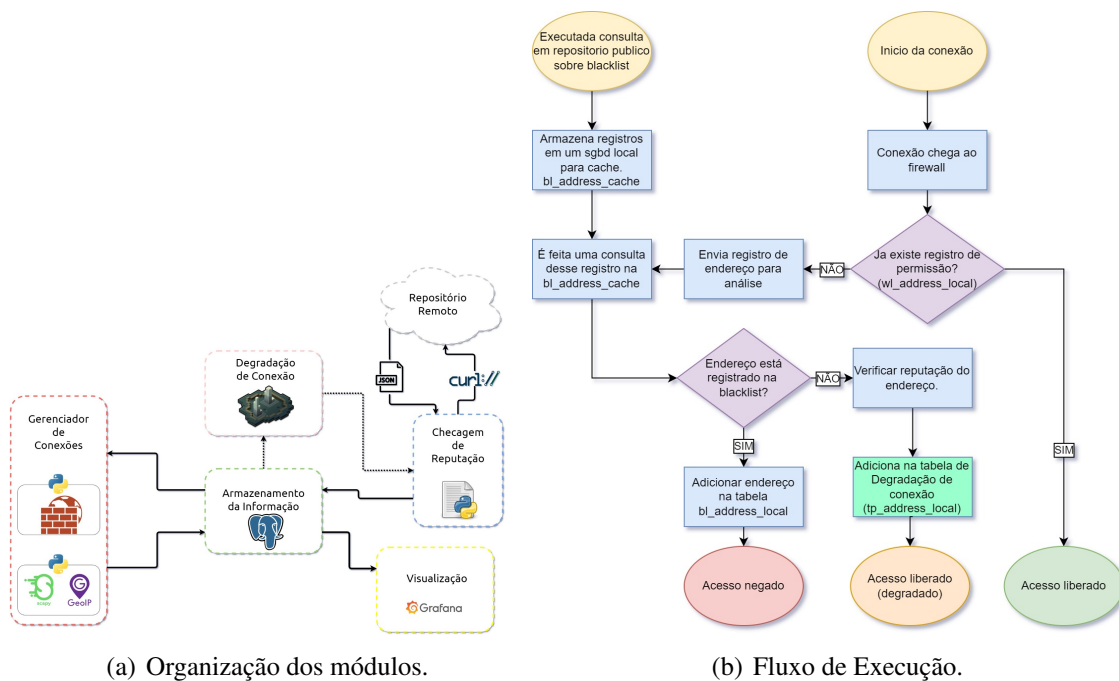 Repositório
Remoto
JSON
curl://
Degradação
de Conexão
Gerenciador
de
Conexões
Checagem
de
Reputação
Armazenamento
da Informação
GeoIP
Visualização
Grafana
(a) Organização dos módulos.
Executada consulta
em repositorio publico
sobre blacklist
Inicio da conexão
Armazena registros
em um sgbd local
para cache.
bl_address_cache
Conexão chega ao
firewall
É feita uma consulta
desse registro na
bl_address_cache
Envia registro de
endereço para
análise
NÃO
Ja existe registro de
permissão?
(wl_address_local)
Endereço está
registrado na
blacklist?
NÃO
Verificar reputação do
endereço.
SIM
SIM
Adicionar endereço
na tabela
bl_address_local
Adiciona na tabela de
Degradação de
conexão
(tp_address_local)
Acesso negado
Acesso liberado
(degradado)
Acesso liberado
(b) Fluxo de Execução.